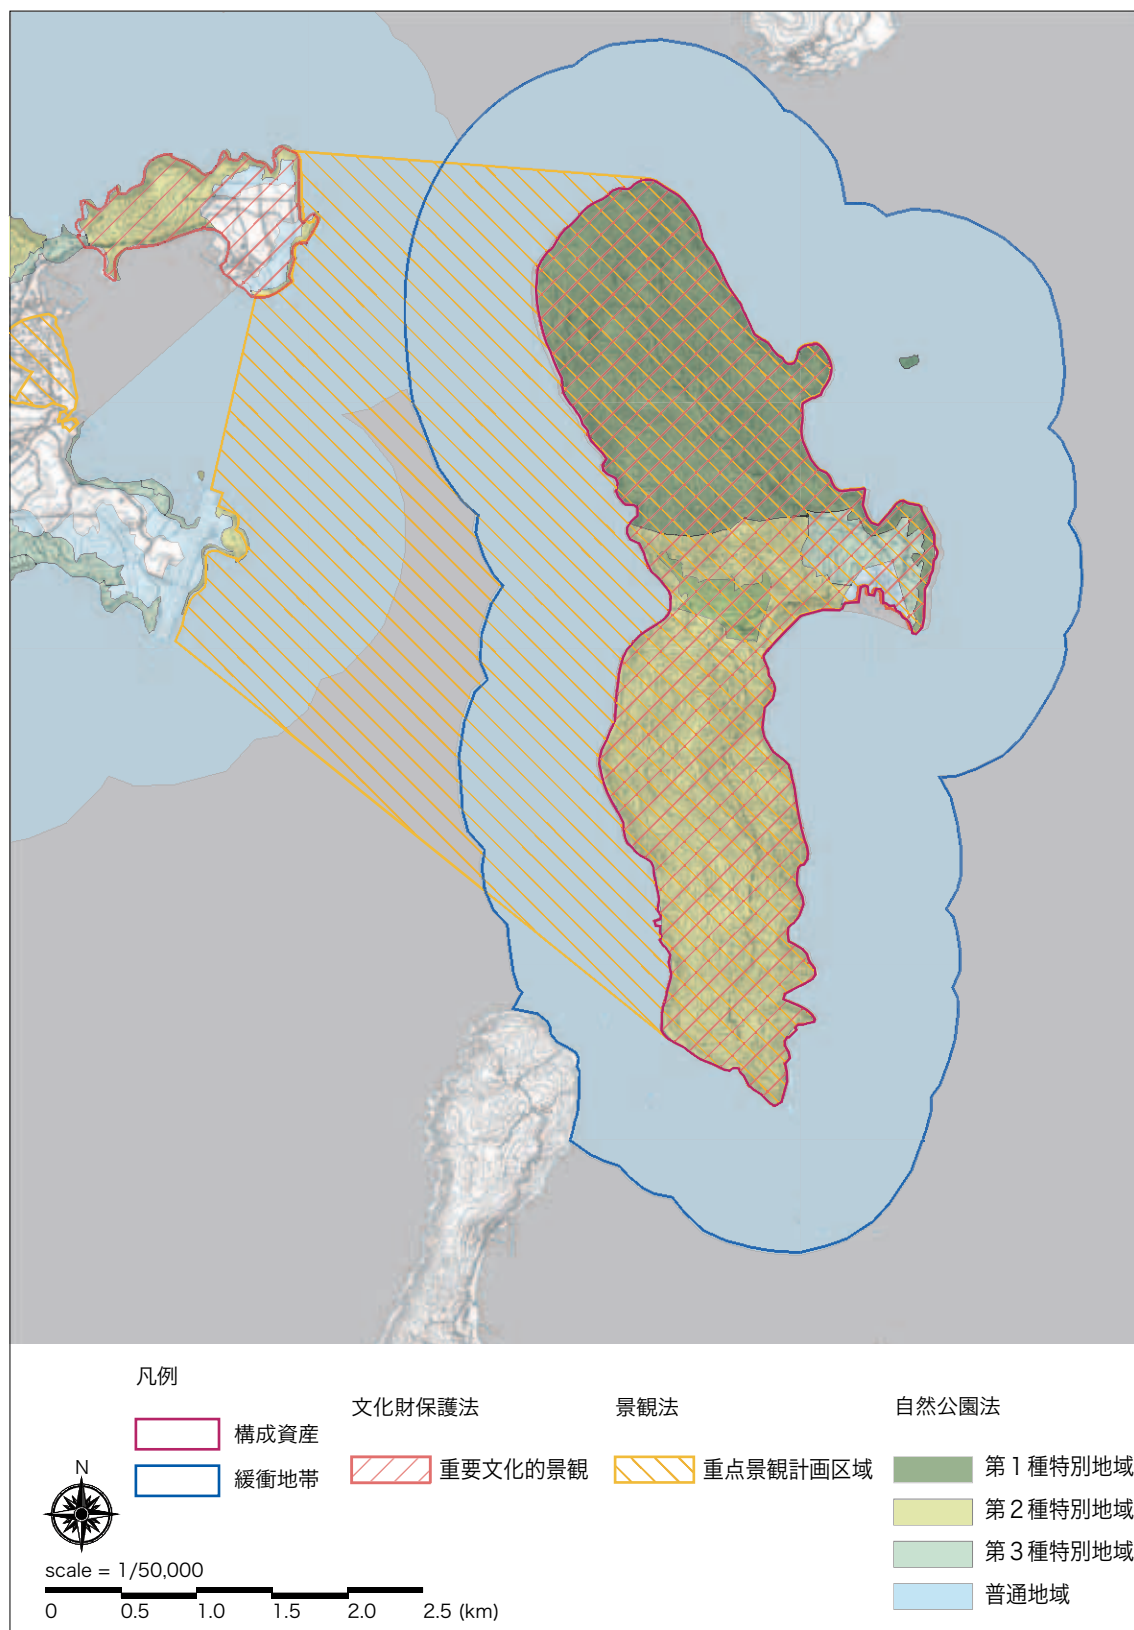 凡例
構成資産
緩衝地帯
文化財保護法
重要文化的景観
景観法
重点景観計画区域
自然公園法
第１種特別地域
第２種特別地域
第３種特別地域
普通地域
N
scale = 1/50,000
0 0.5 1.0 1.5 2.0 2.5 (km)